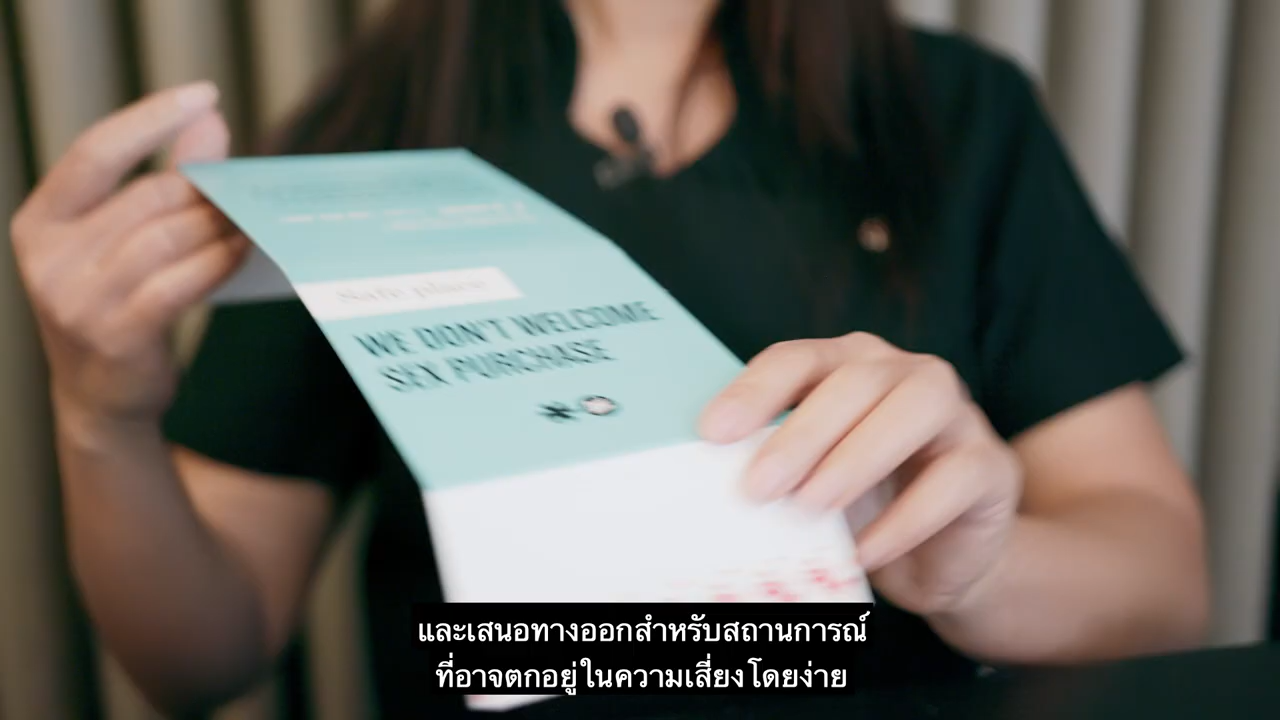 Safe place
WE DON'T WELCOME
SEX PURCHASE
และเสนอทางออกสำหรับสถานการณ์
ที่อาจตกอยู่ในความเสี่ยงโดยง่าย